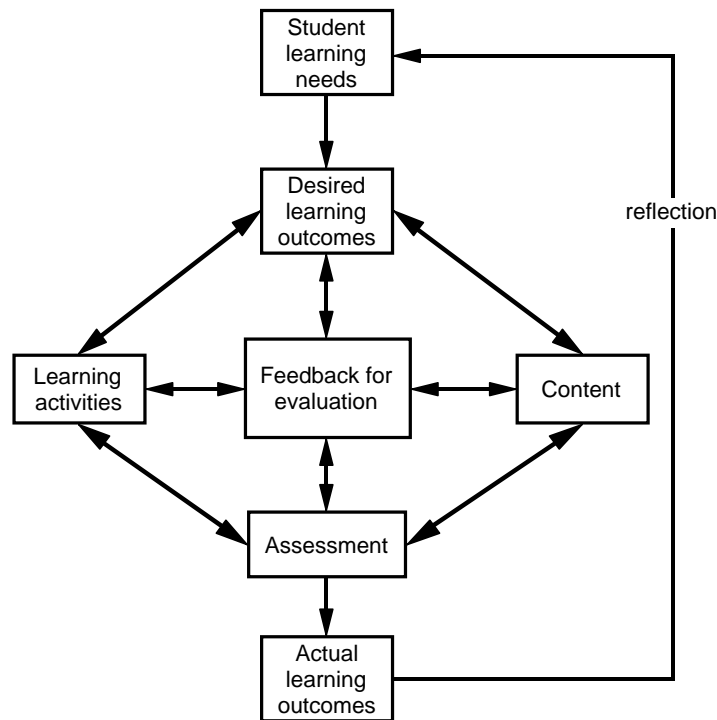 Student
learning
needs
Desired
learning
outcomes
reflection
Learning
activities
Feedback for
evaluation
Content
Assessment
Actual
learning
outcomes